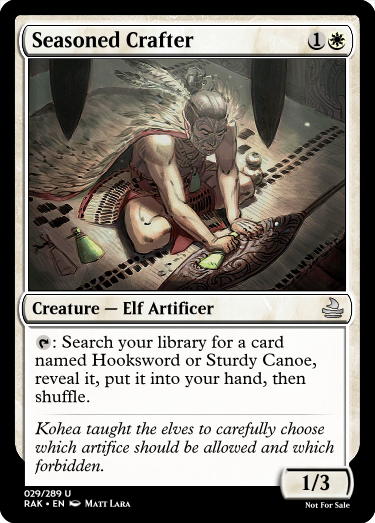 Seasoned Crafter 1
Creature — Elf Artificer
: Search your library for a card
named Hooksword or Sturdy Canoe,
reveal it, put it into your hand, then
shuffle.
Kohea taught the elves to carefully choose
which artifice should be allowed and which
forbidden.
1/3
029/289 U
RAK • EN Matt Lara
Not For Sale